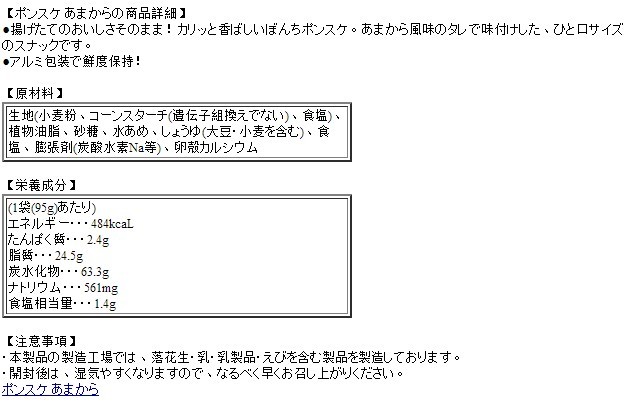 【ポンスケ あまからの商品詳細】
●揚げたてのおいしさそのまま！カリッと香ばしいぼんちポンスケ。あまから風味のタレで味付けした、ひと口サイズ
のスナックです。
●アルミ包装で鮮度保持！
【原材料】
生地(小麦粉、コーンスターチ(遺伝子組換えでない)、食塩)、
植物油脂、砂糖、水あめ、しょうゆ(大豆・小麦を含む)、食
塩、膨張剤(炭酸水素Na等)、卵殻カルシウム
【栄養成分】
(1袋(95g)あたり)
エネルギー・・・484kcaL
たんぱく質・・・2.4g
脂質・・・24.5g
炭水化物・・・63.3g
ナトリウム・・・561mg
食塩相当量・・・1.4g
【注意事項】
・本製品の製造工場では、落花生・乳・乳製品・えびを含む製品を製造しております。
・開封後は、湿気やすくなりますので、なるべく早くお召し上がりください。
ポンスケ あまから